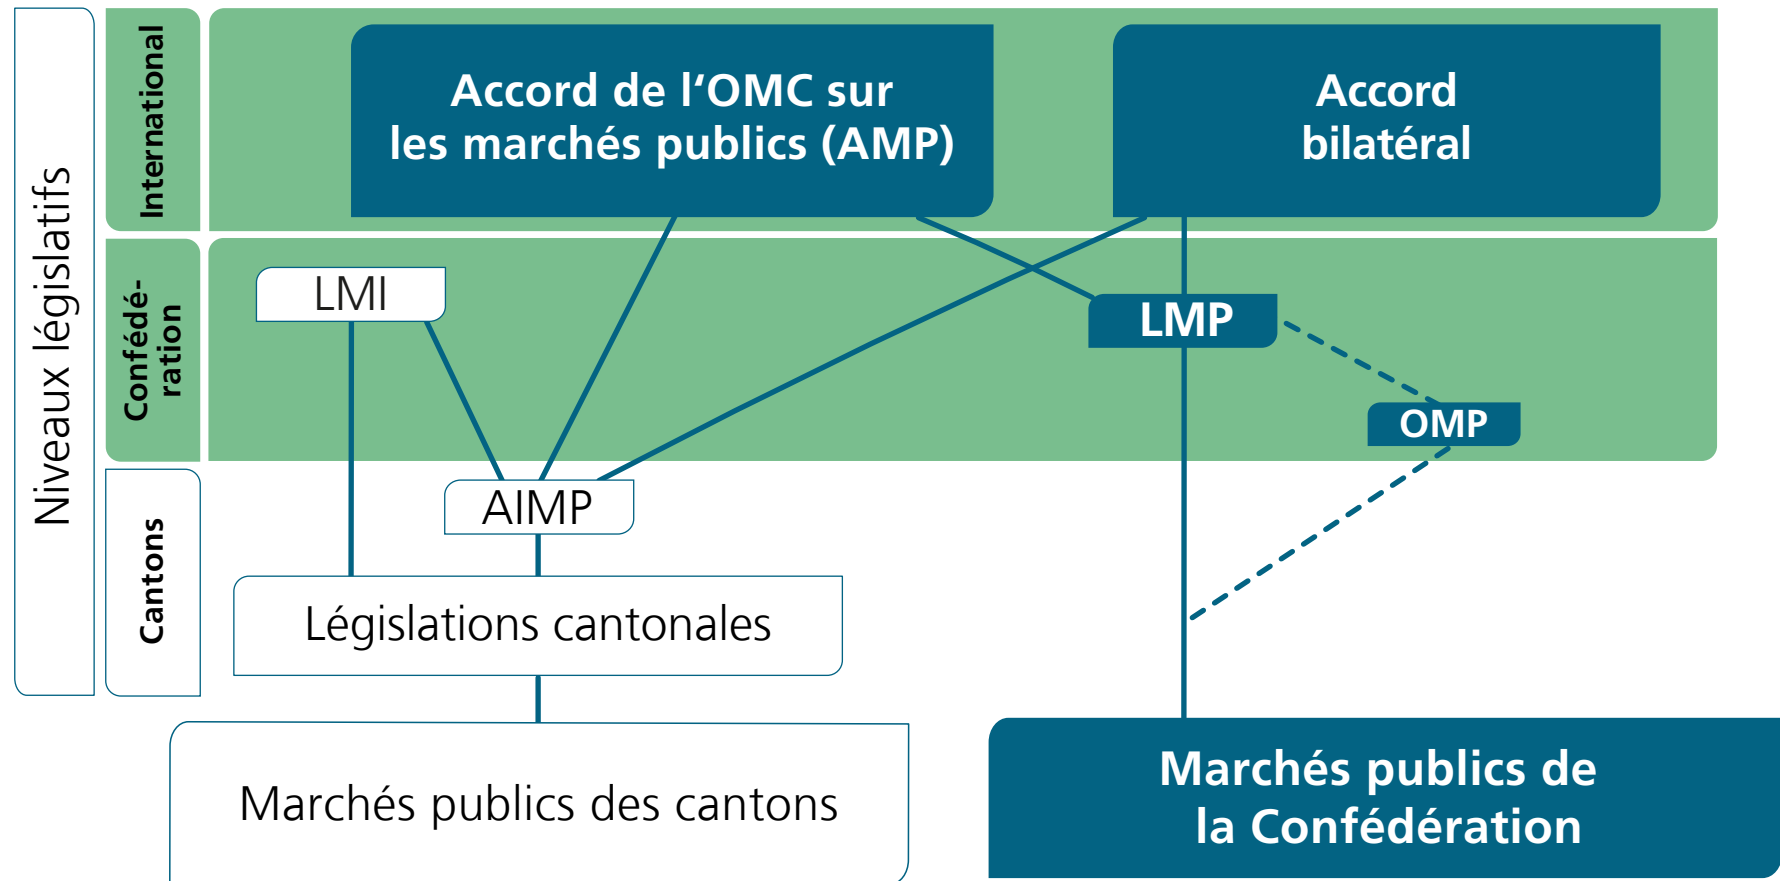 Niveaux législatifs
International
Accord de l‘OMC sur
les marchés publics (AMP)
Accord
bilatéral
Confédé-
ration
LMI
LMP
OMP
Cantons
AIMP
Législations cantonales
Marchés publics des cantons
Marchés publics de
la Confédération